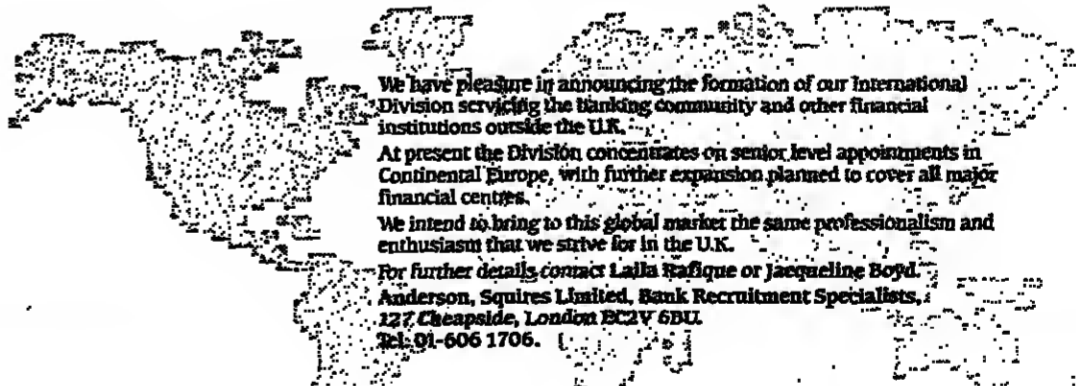 We have pleasure in announcing the formation of our International
Division servicing the Banking community and other financial
institutions outside the U.K.
At present the Division concentrates on senior level appointments in
Continental Europe, with further expansion planned to cover all major
financial centres.
We intend to bring to this global market the same professionalism and
enthusiasm that we strive for in the U.K.
For further details contact Laila Rafique or Jacqueline Boyd.
Anderson, Squires Limited, Bank Recruitment Specialists,
127 Cheapside, London EC2V 6BU.
Tel: 01-606 1706.